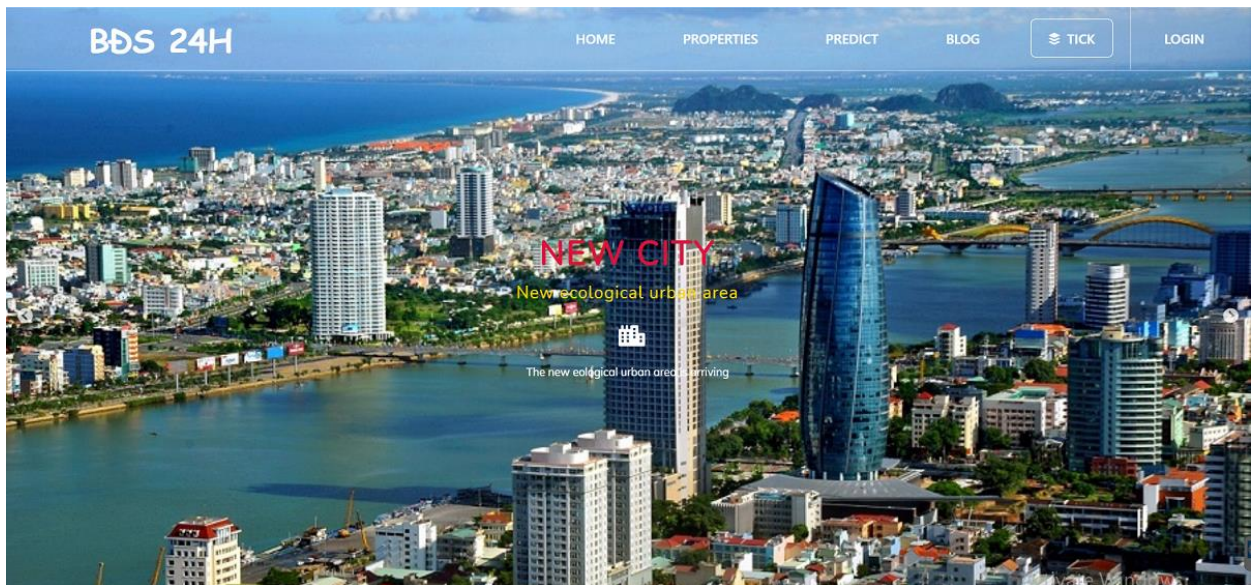 BĐS 24H
HOME PROPERTIES PREDICT BLOG TICK LOGIN
NEW CITY
New ecological urban area
The new eological urban area is arriving